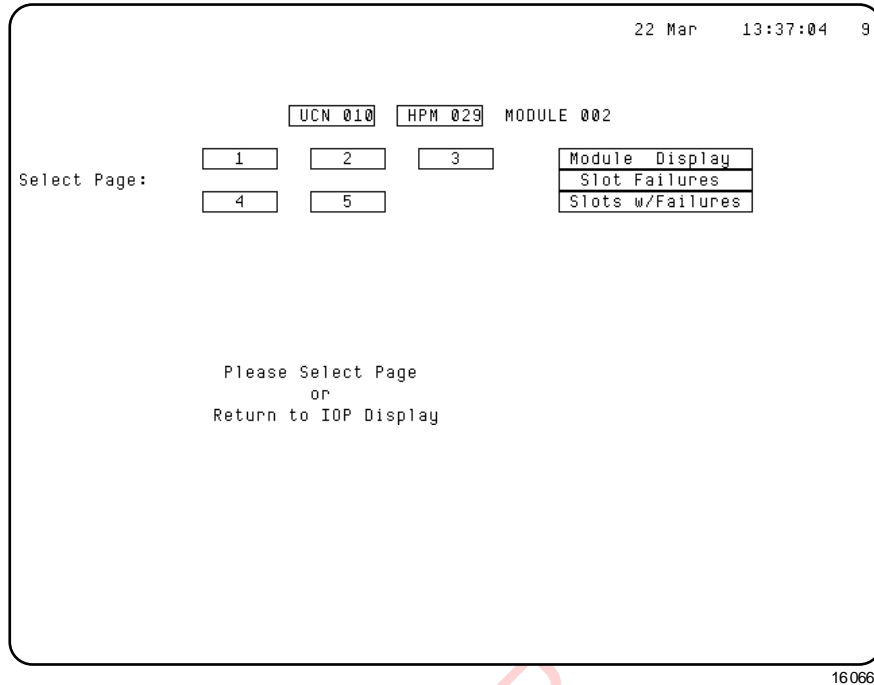 22 Mar 13:37:04 9
UCN 010 HPM 029 MODULE 002
1 2 3 Module Display
Select Page: Slot Failures
4 5 Slots w/Failures
Please Select Page
or
Return to IOP Display
16066